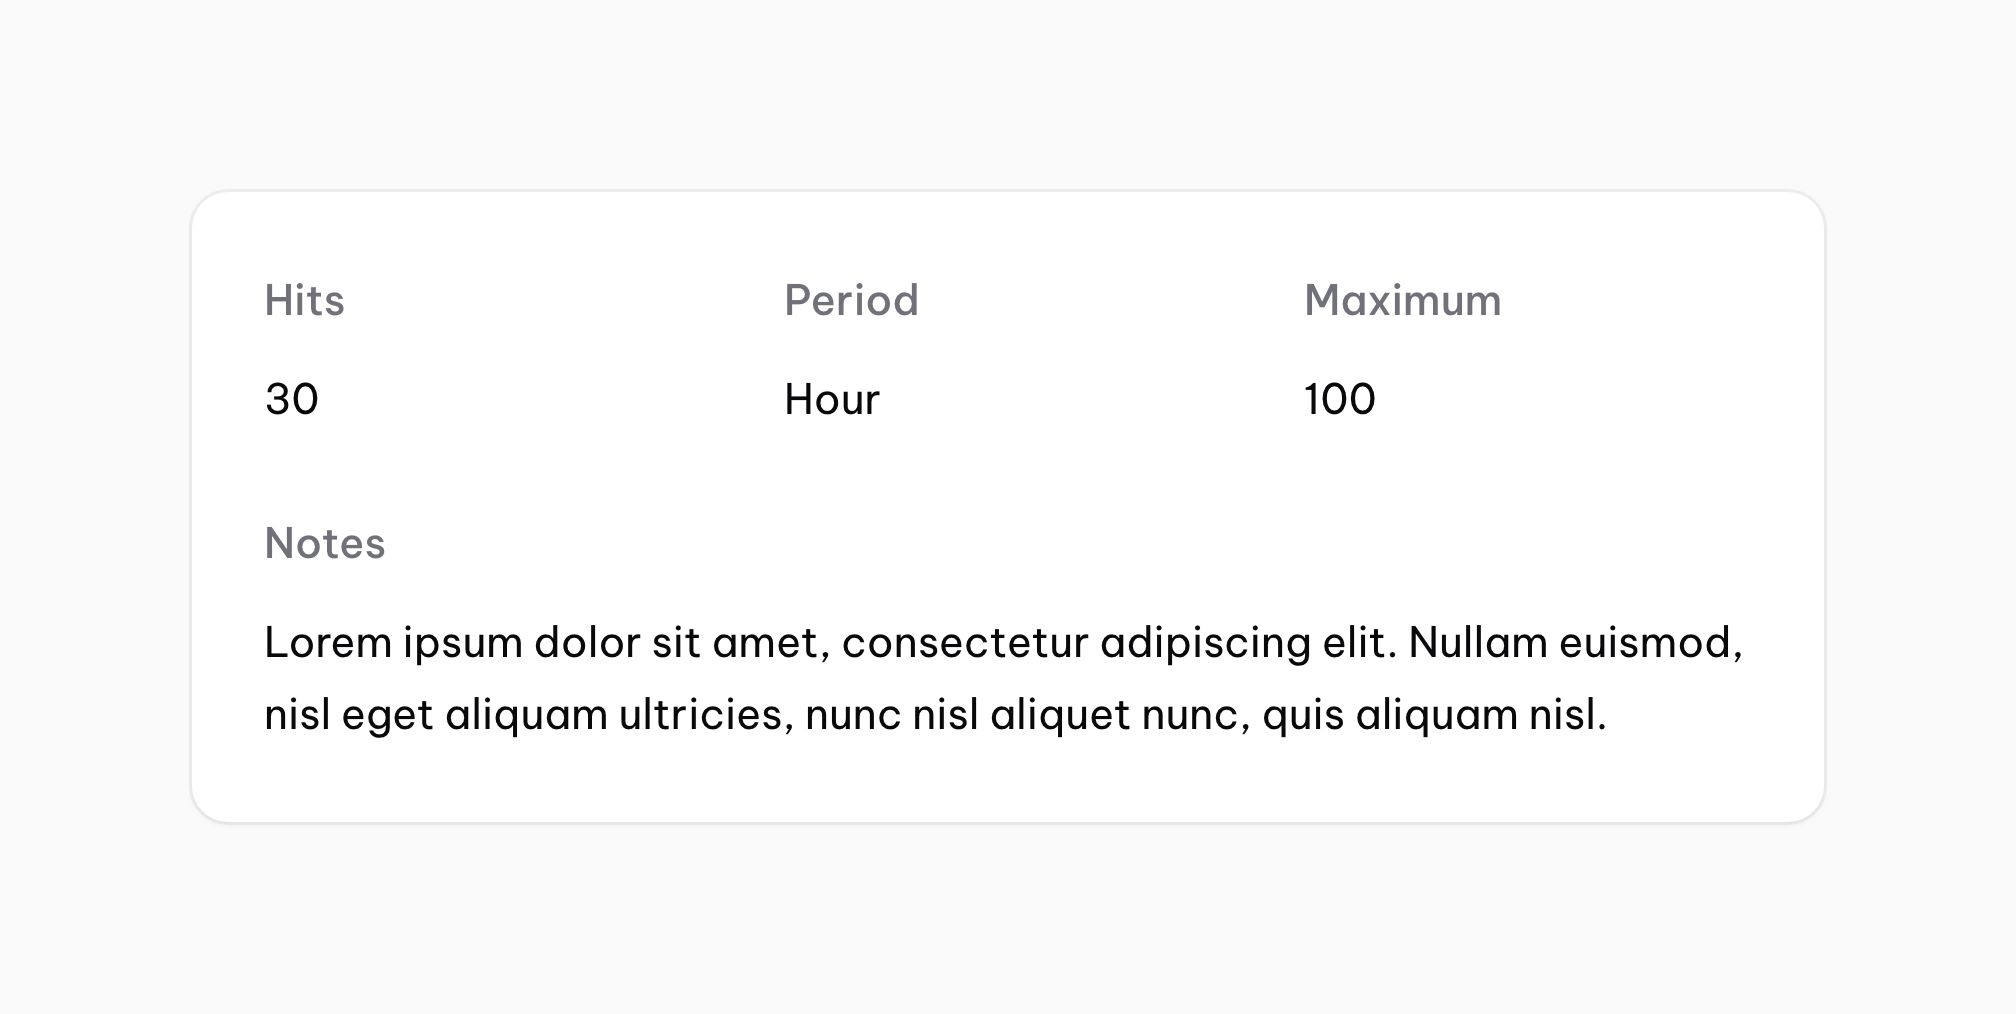 Hits Period Maximum
30 Hour 100
Notes
Lorem ipsum dolor sit amet, consectetur adipiscing elit. Nullam euismod,
nisl eget aliquam ultricies, nunc nisl aliquet nunc, quis aliquam nisl.